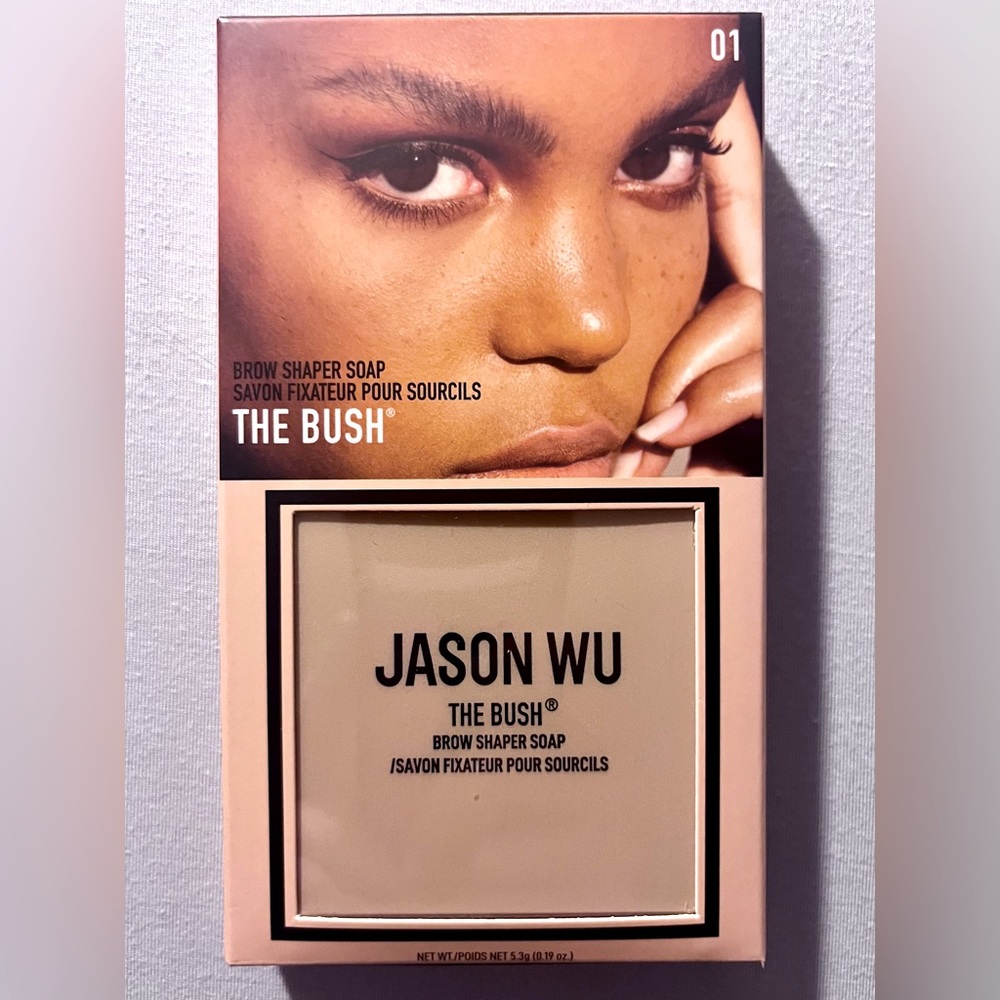 01
BROW SHAPER SOAP
SAVON FIXATEUR POUR SOURCILS
THE BUSH®
JASON WU
THE BUSH®
BROW SHAPER SOAP
/SAVON FIXATEUR POUR SOURCILS
NET WT./POIDS NET 5.3g (0.19 oz.)